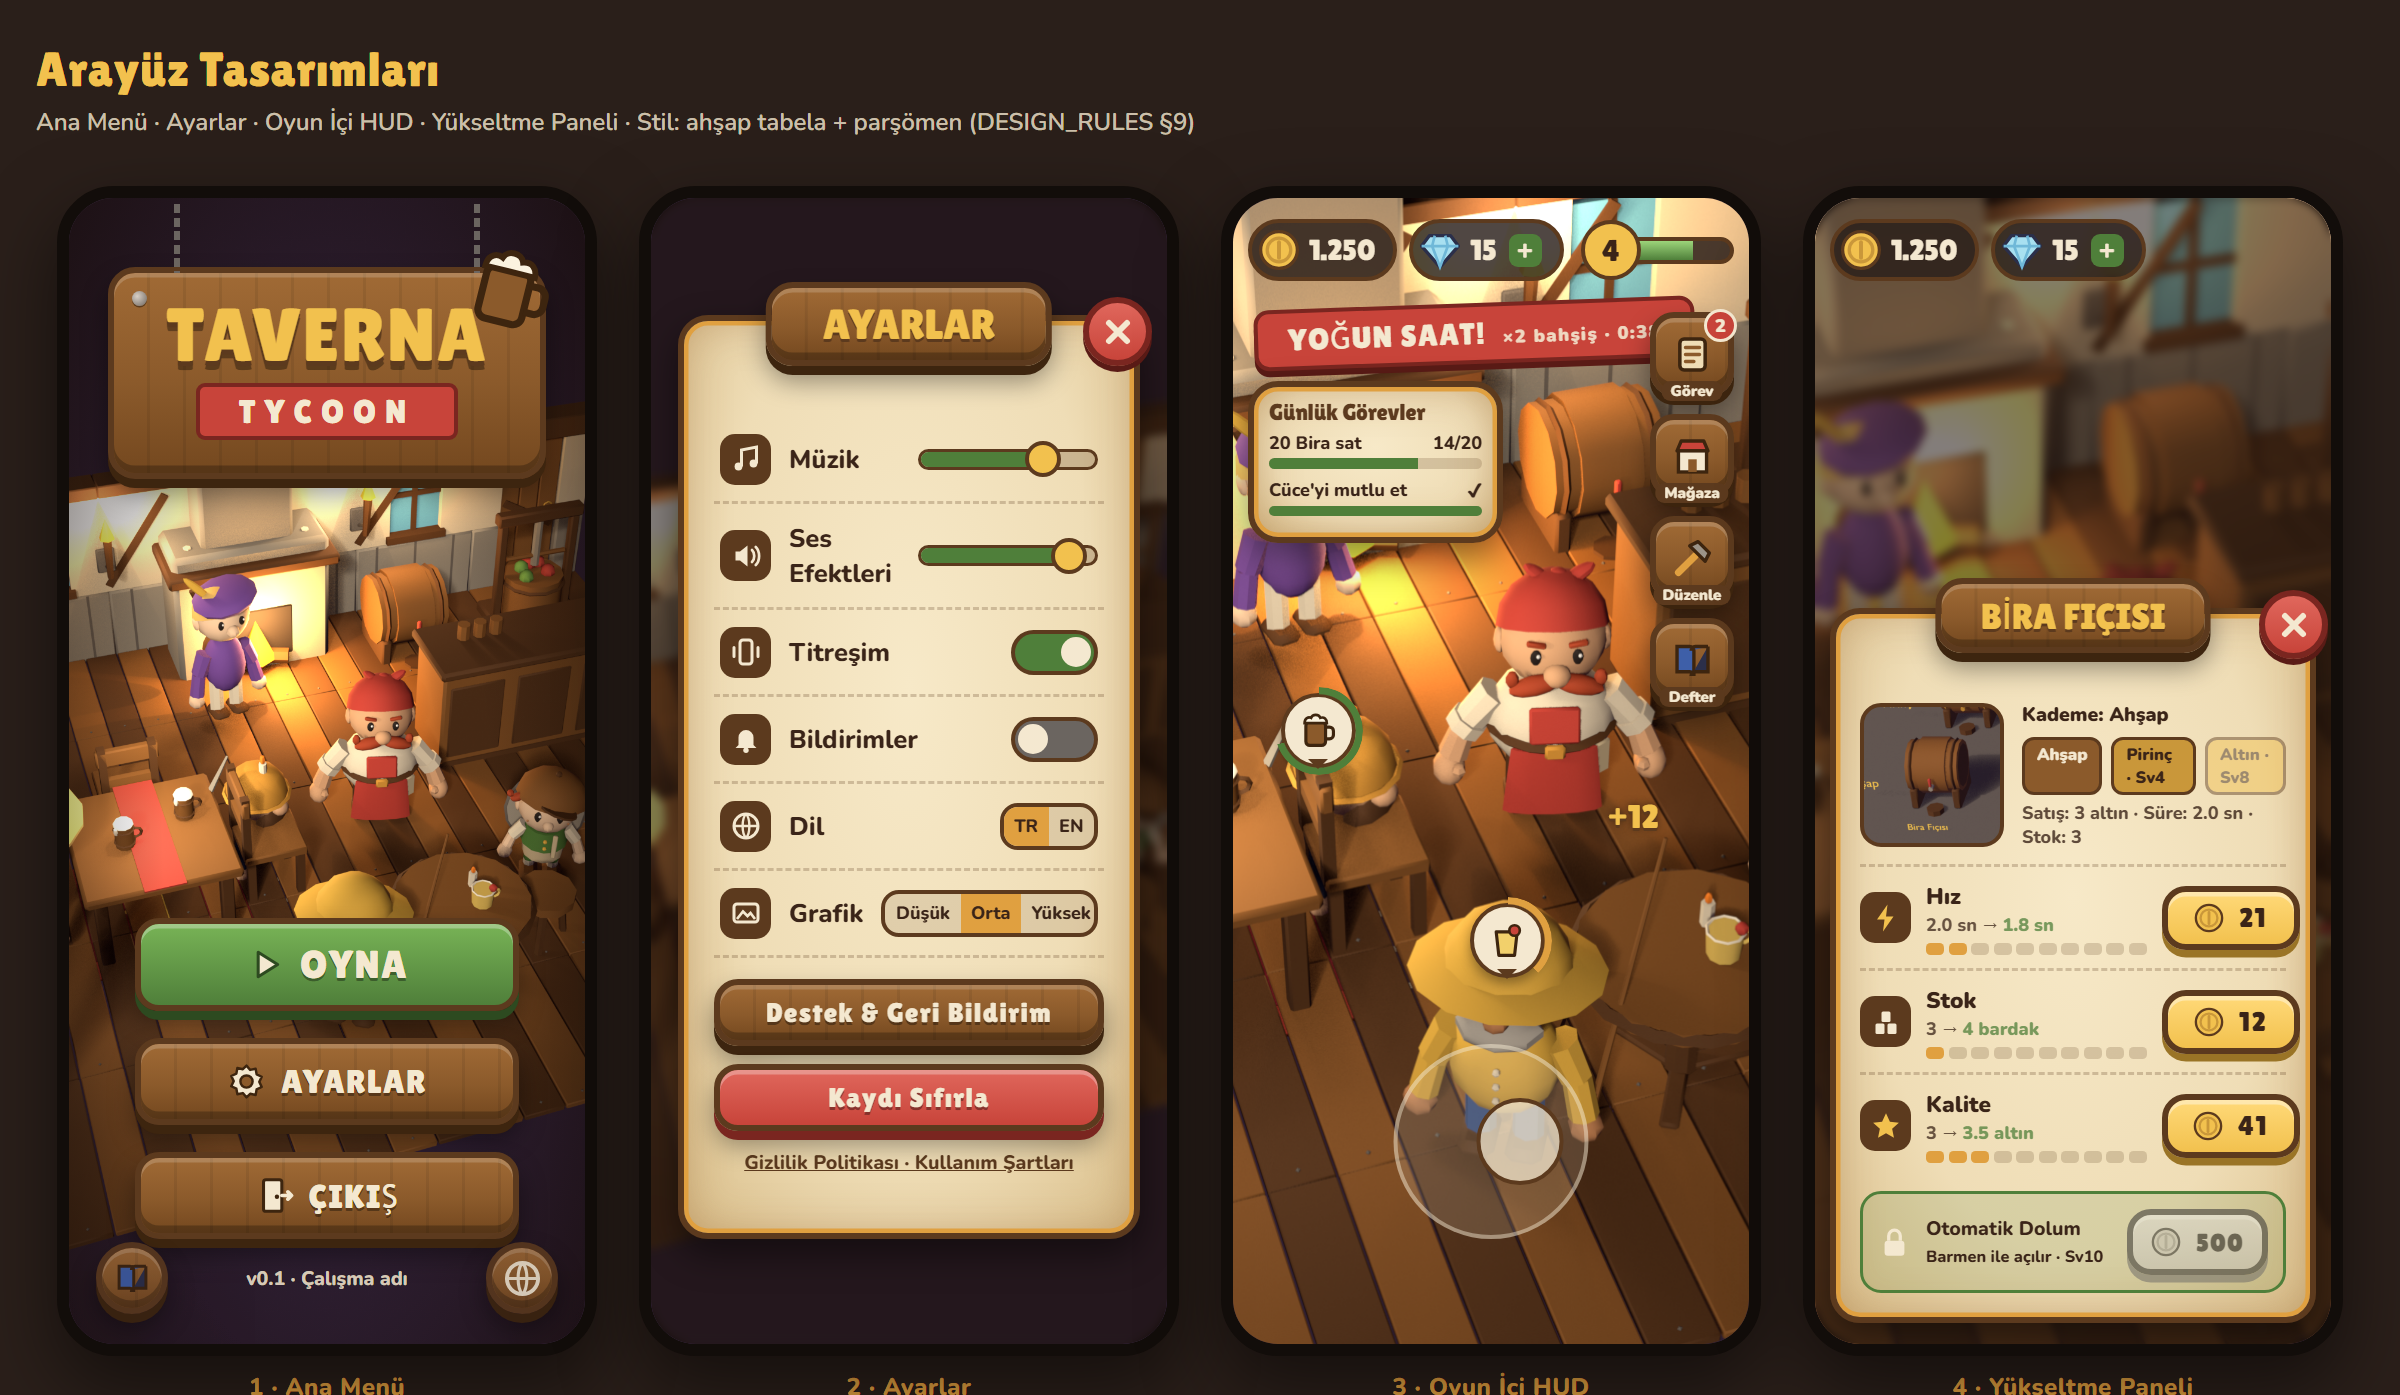 Arayüz Tasarımları
Ana Menü · Ayarlar · Oyun İçi HUD · Yükseltme Paneli · Stil: ahşap tabela + parşömen (DESIGN_RULES §9)
TAVERNA
TYCOON
OYNA
AYARLAR
ÇIKIŞ
v0.1 · Çalışma adı
1 · Ana Menü
AYARLAR
Müzik
Ses
Efektleri
Titreşim
Bildirimler
Dil
TR EN
Grafik
Düşük Orta Yüksek
Destek & Geri Bildirim
Kaydı Sıfırla
Gizlilik Politikası · Kullanım Şartları
2 · Ayarlar
1.250
15 +
4
YOĞUN SAAT! ×2 bahşiş · 0:3
2
Görev
Günlük Görevler
20 Bira sat 14/20
Cüce'yi mutlu et ✓
Mağaza
Düzenle
Defter
+12
3 · Oyun İçi HUD
1.250
15 +
BİRA FIÇISI
Kademe: Ahşap
Ahşap
Pirinç
· Sv4
Altın ·
Sv8
şap
Bira Fıçısı
Satış: 3 altın · Süre: 2.0 sn ·
Stok: 3
Hız
2.0 sn → 1.8 sn
21
Stok
3 → 4 bardak
12
Kalite
3 → 3.5 altın
41
Otomatik Dolum
Barmen ile açılır · Sv10
500
4 · Yükseltme Paneli